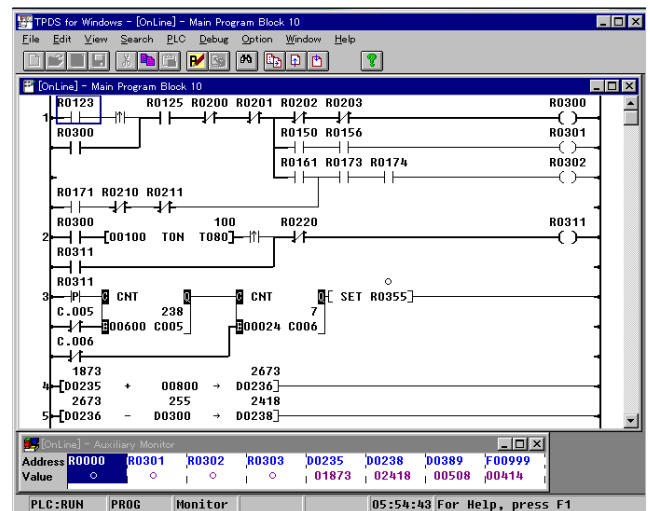 TPDS for Windows - [OnLine] - Main Program Block 10
File Edit View Search PLC Debug Option Window Help
[OnLine] - Main Program Block 10
R0123 R0125 R0200 R0201 R0202 R0203 R0300
1
R0300 R0150 R0156 R0301
R0161 R0173 R0174 R0302
R0171 R0210 R0211
R0300 100 R0220 R0311
2 [00100 TON T080]
R0311
R0311
3 P C CNT Q C CNT Q [ SET R0355]
C.005 238 7
E 00600 C005 E 00024 C006
C.006
1873 2673
4 [D0235 + 00800 → D0236]
2673 255 2418
5 [D0236 - D0300 → D0238]
[OnLine] - Auxiliary Monitor
Address R0000 R0301 R0302 R0303 D0235 D0238 D0389 F00999
Value 01873 02418 00508 00414
PLC:RUN PROG Monitor 05:54:43 For Help, press F1